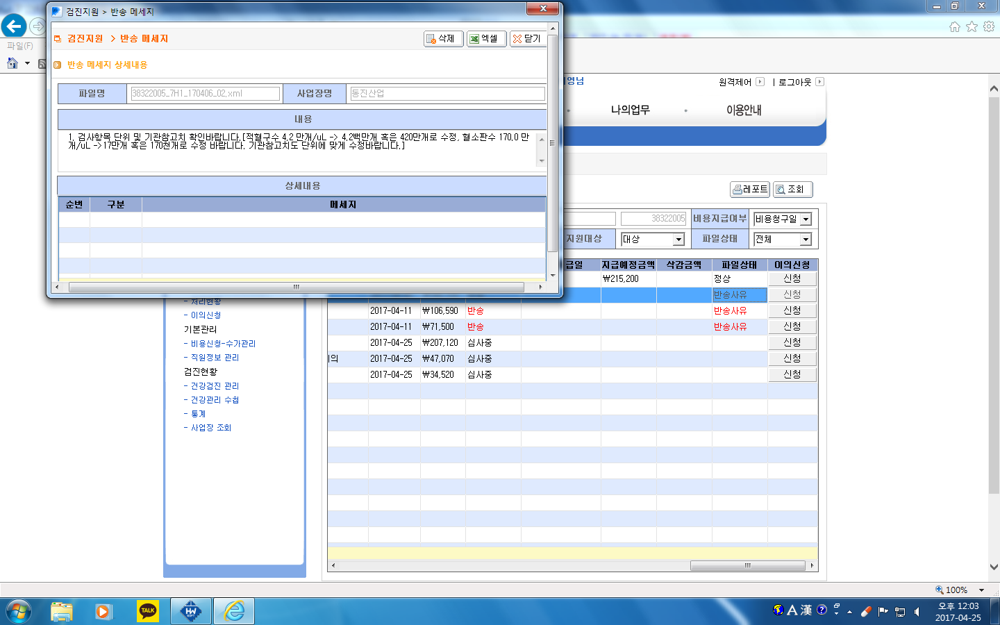 검진지원 > 반송 메세지
검진지원 > 반송 메세지
삭제
엑셀
닫기
반송 메세지 상세내용
파일명
38322005_7H1_170406_02.xml
사업장명
동진산업
내용
1. 검사항목 단위 및 기관참고치 확인바랍니다.[적혈구수 4.2 만개/uL -> 4.2백만개 혹은 420만개로 수정, 혈소판수 170.0 만
개/uL ->17만개 혹은 170천개로 수정 바랍니다. 기관참고치도 단위에 맞게 수정바랍니다.]
상세내용
순번 구분 메세지
파일(F)
영님
원격제어 | 로그아웃
나의업무 이용안내
레포트 조회
38322005 비용지급여부 비용청구일
지원대상 대상 파일상태 전체
급일 지급예정금액 삭감금액 파일상태 이의신청
₩215,200 정상 신청
반송사유 신청
2017-04-11 ₩106,590 반송 반송사유 신청
2017-04-11 ₩71,500 반송 반송사유 신청
2017-04-25 ₩207,120 심사중 신청
2017-04-25 ₩47,070 심사중 신청
2017-04-25 ₩34,520 심사중 신청
- 처리현황
- 이의신청
기본관리
- 비용신청-수가관리
- 직원정보 관리
검진현황
- 건강검진 관리
- 건강관리 수첩
- 통계
- 사업장 조회
100%
TALK
HW
SOFT
A 漢
오후 12:03
2017-04-25